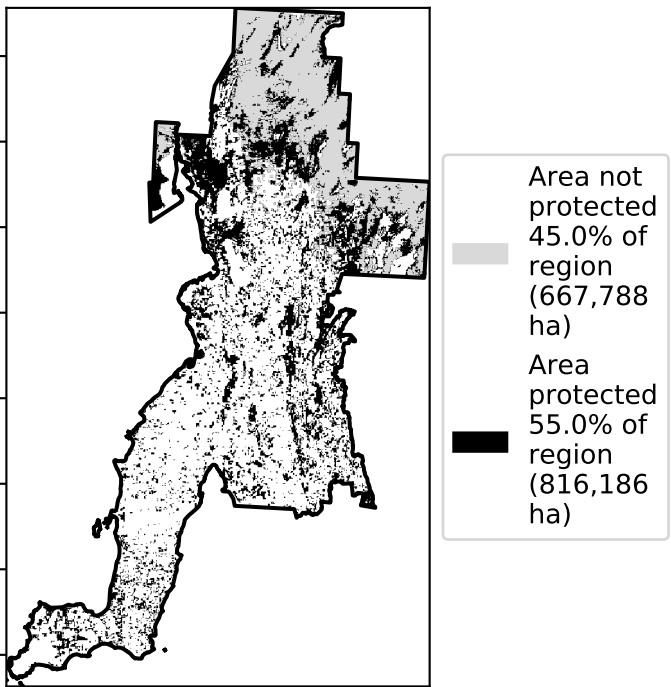 Area not
protected
45.0% of
region
(667,788
ha)
Area
protected
55.0% of
region
(816,186
ha)